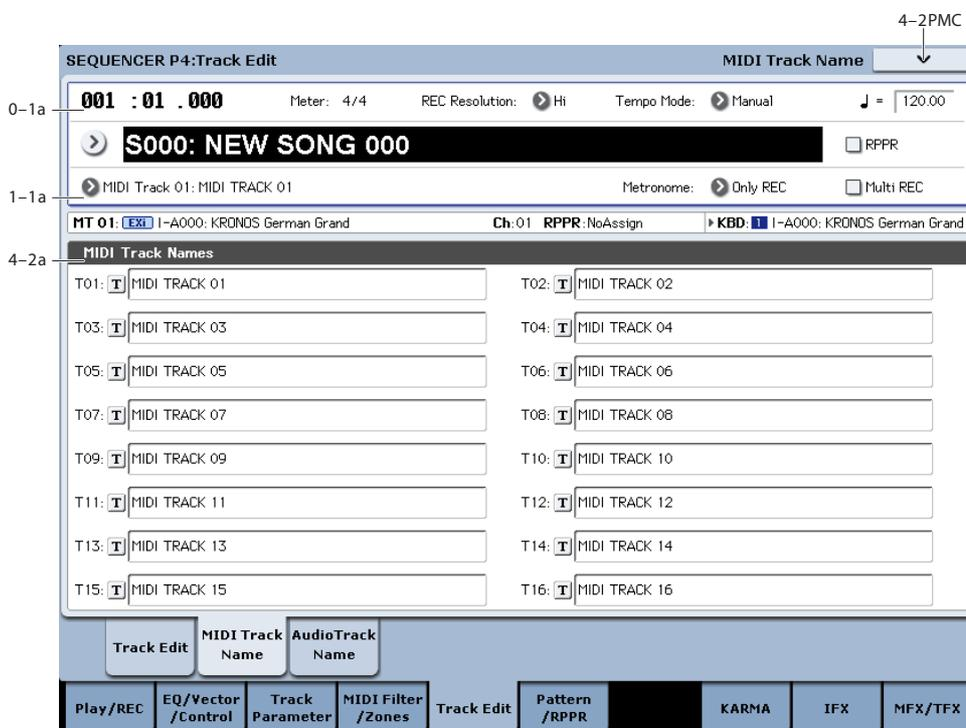 4–2PMC
SEQUENCER P4:Track Edit MIDI Track Name
0–1a
001 :01 .000 Meter: 4/4 REC Resolution: Hi Tempo Mode: Manual ♩ = 120.00
S000: NEW SONG 000 RPPR
1–1a
MIDI Track 01: MIDI TRACK 01 Metronome: Only REC Multi REC
MT 01: EXi I-A000: KRONOS German Grand Ch:01 RPPR:NoAssign KBD: 1 I-A000: KRONOS German Grand
4–2a
MIDI Track Names
T01: T MIDI TRACK 01 T02: T MIDI TRACK 02
T03: T MIDI TRACK 03 T04: T MIDI TRACK 04
T05: T MIDI TRACK 05 T06: T MIDI TRACK 06
T07: T MIDI TRACK 07 T08: T MIDI TRACK 08
T09: T MIDI TRACK 09 T10: T MIDI TRACK 10
T11: T MIDI TRACK 11 T12: T MIDI TRACK 12
T13: T MIDI TRACK 13 T14: T MIDI TRACK 14
T15: T MIDI TRACK 15 T16: T MIDI TRACK 16
Track Edit
MIDI Track
Name
AudioTrack
Name
Play/REC
EQ/Vector
/Control
Track
Parameter
MIDI Filter
/Zones
Track Edit
Pattern
/RPPR
KARMA
IFX
MFX/TFX